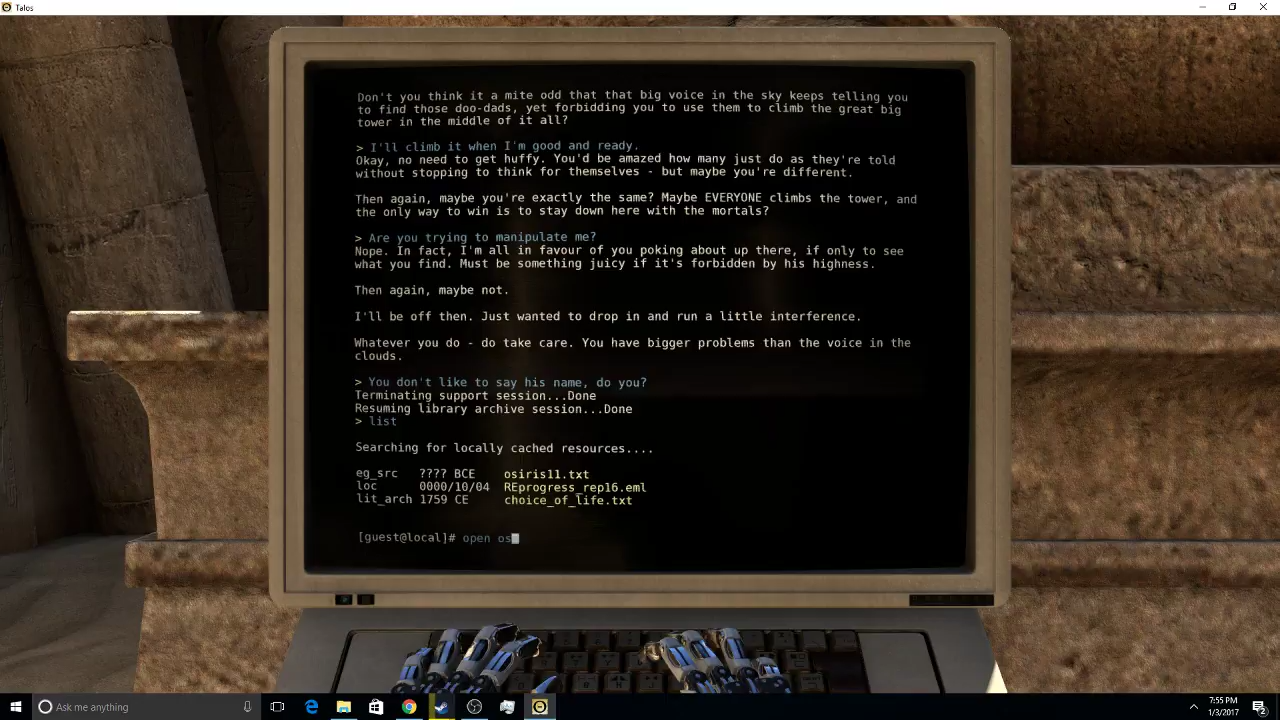 Talos
Don't you think it a mite odd that that big voice in the sky keeps telling you
to find those doo-dads, yet forbidding you to use them to climb the great big
tower in the middle of it all?
> I'll climb it when I'm good and ready.
Okay, no need to get huffy. You'd be amazed how many just do as they're told
without stopping to think for themselves - but maybe you're different.
Then again, maybe you're exactly the same? Maybe EVERYONE climbs the tower, and
the only way to win is to stay down here with the mortals?
> Are you trying to manipulate me?
Nope. In fact, I'm all in favour of you poking about up there, if only to see
what you find. Must be something juicy if it's forbidden by his highness.
Then again, maybe not.
I'll be off then. Just wanted to drop in and run a little interference.
Whatever you do - do take care. You have bigger problems than the voice in the
clouds.
> You don't like to say his name, do you?
Terminating support session...Done
Resuming library archive session...Done
> list
Searching for locally cached resources....
eg_src ???? BCE osiris11.txt
loc 0000/10/04 REprogress_rep16.eml
lit_arch 1759 CE choice_of_life.txt
[guest@local]# open os
Ask me anything
7:55 PM
1/3/2017
2